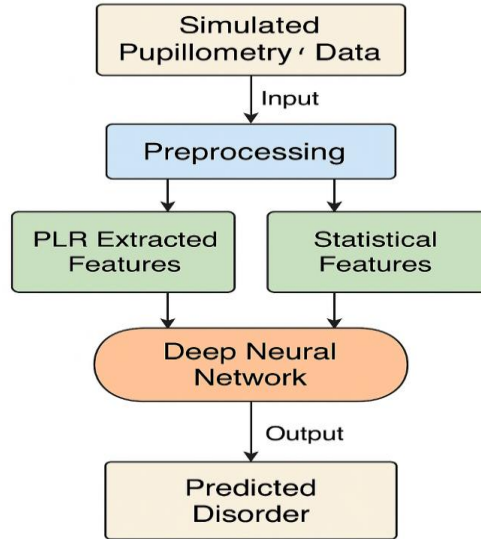 Simulated
Pupillometry ‘ Data
Input
Preprocessing
PLR Extracted
Features
Statistical
Features
Deep Neural
Network
Output
Predicted
Disorder